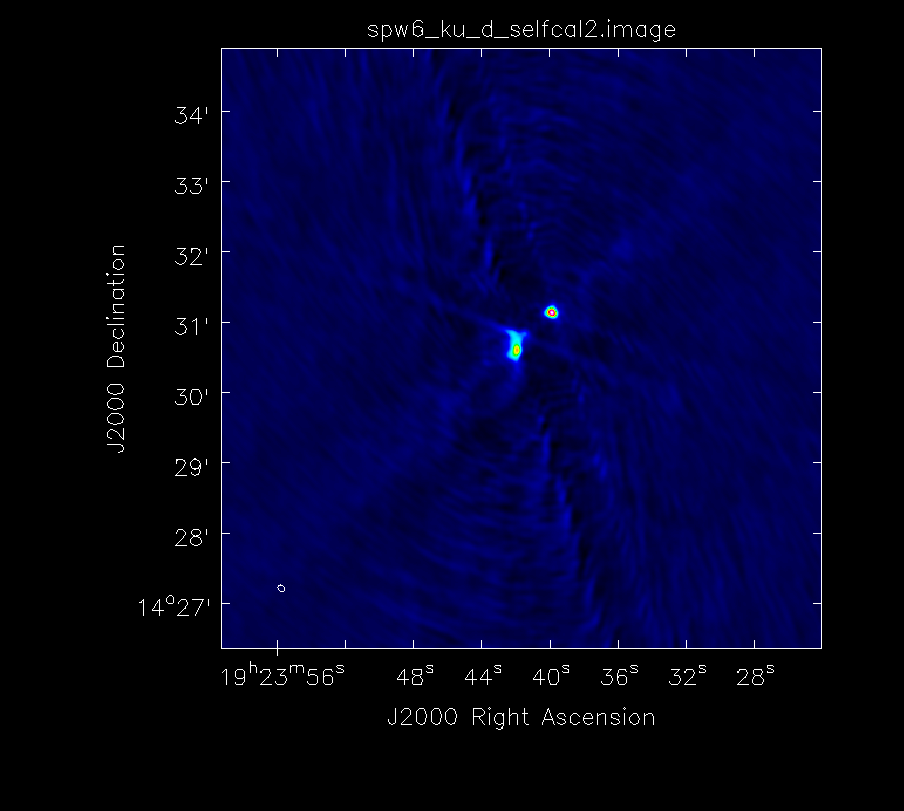 spw6_ku_d_selfcal2.image
34'
33'
32'
31'
30'
29'
28'
14°27'
J2000 Declination
19ʰ23ᵐ56ˢ 48ˢ 44ˢ 40ˢ 36ˢ 32ˢ 28ˢ
J2000 Right Ascension